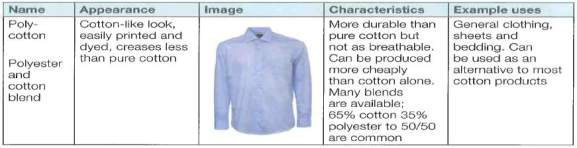 Name
Appearance
Image
Characteristics
Example uses
Poly-
cotton
Polyester
and
cotton
blend
Cotton-like look,
easily printed and
dyed, creases less
than pure cotton
More durable than
pure cotton but
not as breathable.
Can be produced
more cheaply
than cotton alone.
Many blends
are available;
65% cotton 35%
polyester to 50/50
are common
General clothing,
sheets and
bedding. Can
be used as an
alternative to most
cotton products